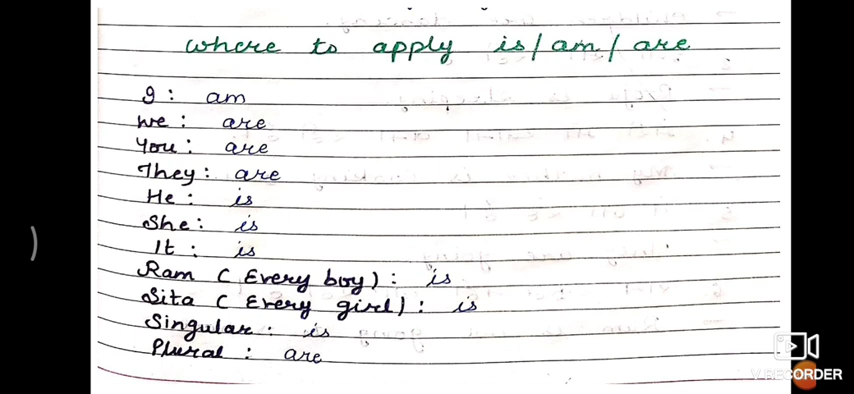 where to apply is/am/are
I : am
We : are
You : are
They : are
He : is
She : is
It : is
Ram ( Every boy) : is
Sita ( Every girl) : is
Singular : is
Plural : are
V RECORDER